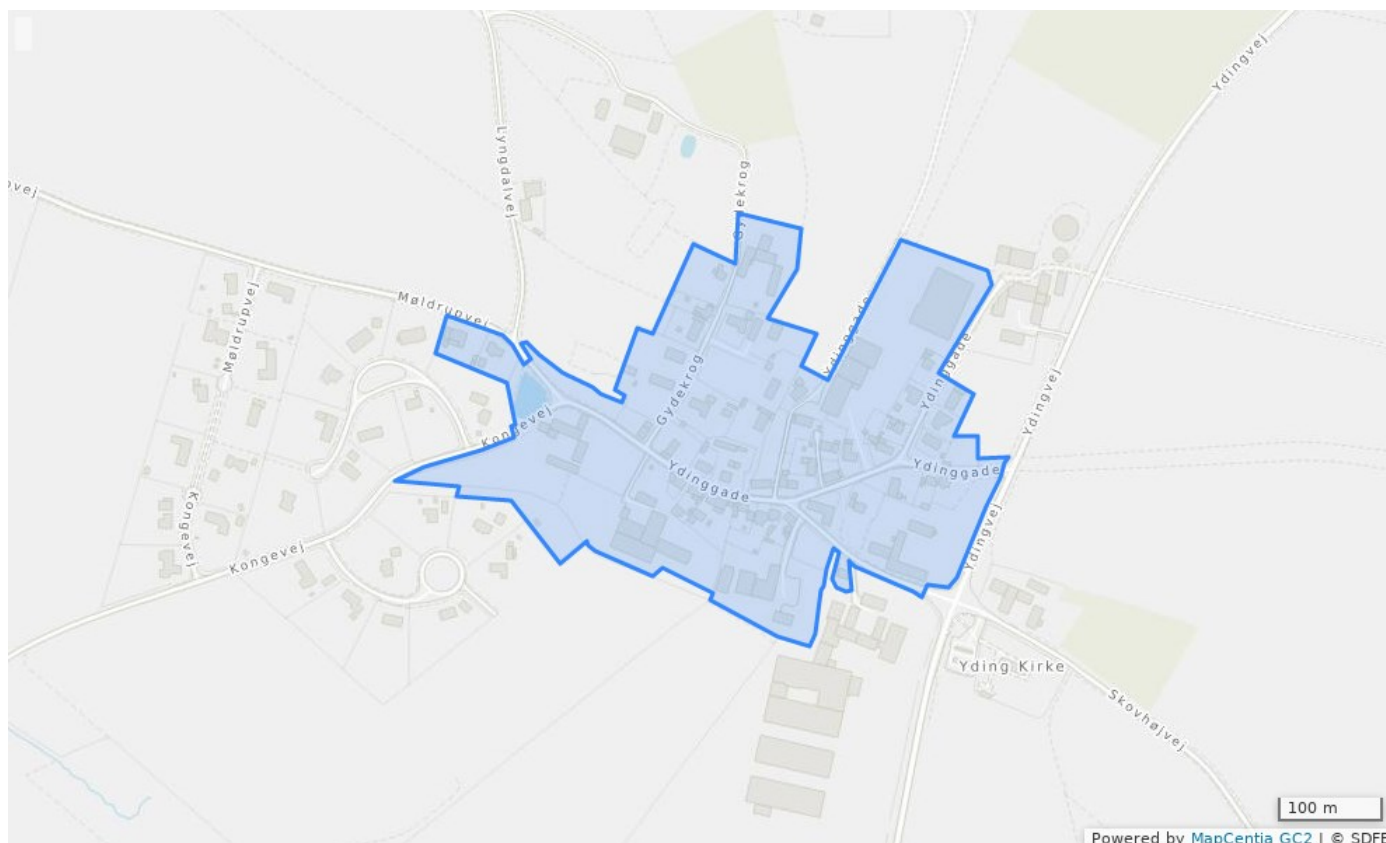 Ydingvej
Lyngdalvej
Gydekrog
Møldrupvej
Møldrupvej
Ydinggade
Ydinggade
Ydingvej
Gydekrog
Kongevej
Ydinggade
Ydinggade
Kongevej
Kongevej
Ydingvej
Yding Kirke
Skovhøjvej
100 m
Powered by MapCentia GC2 | © SDFE